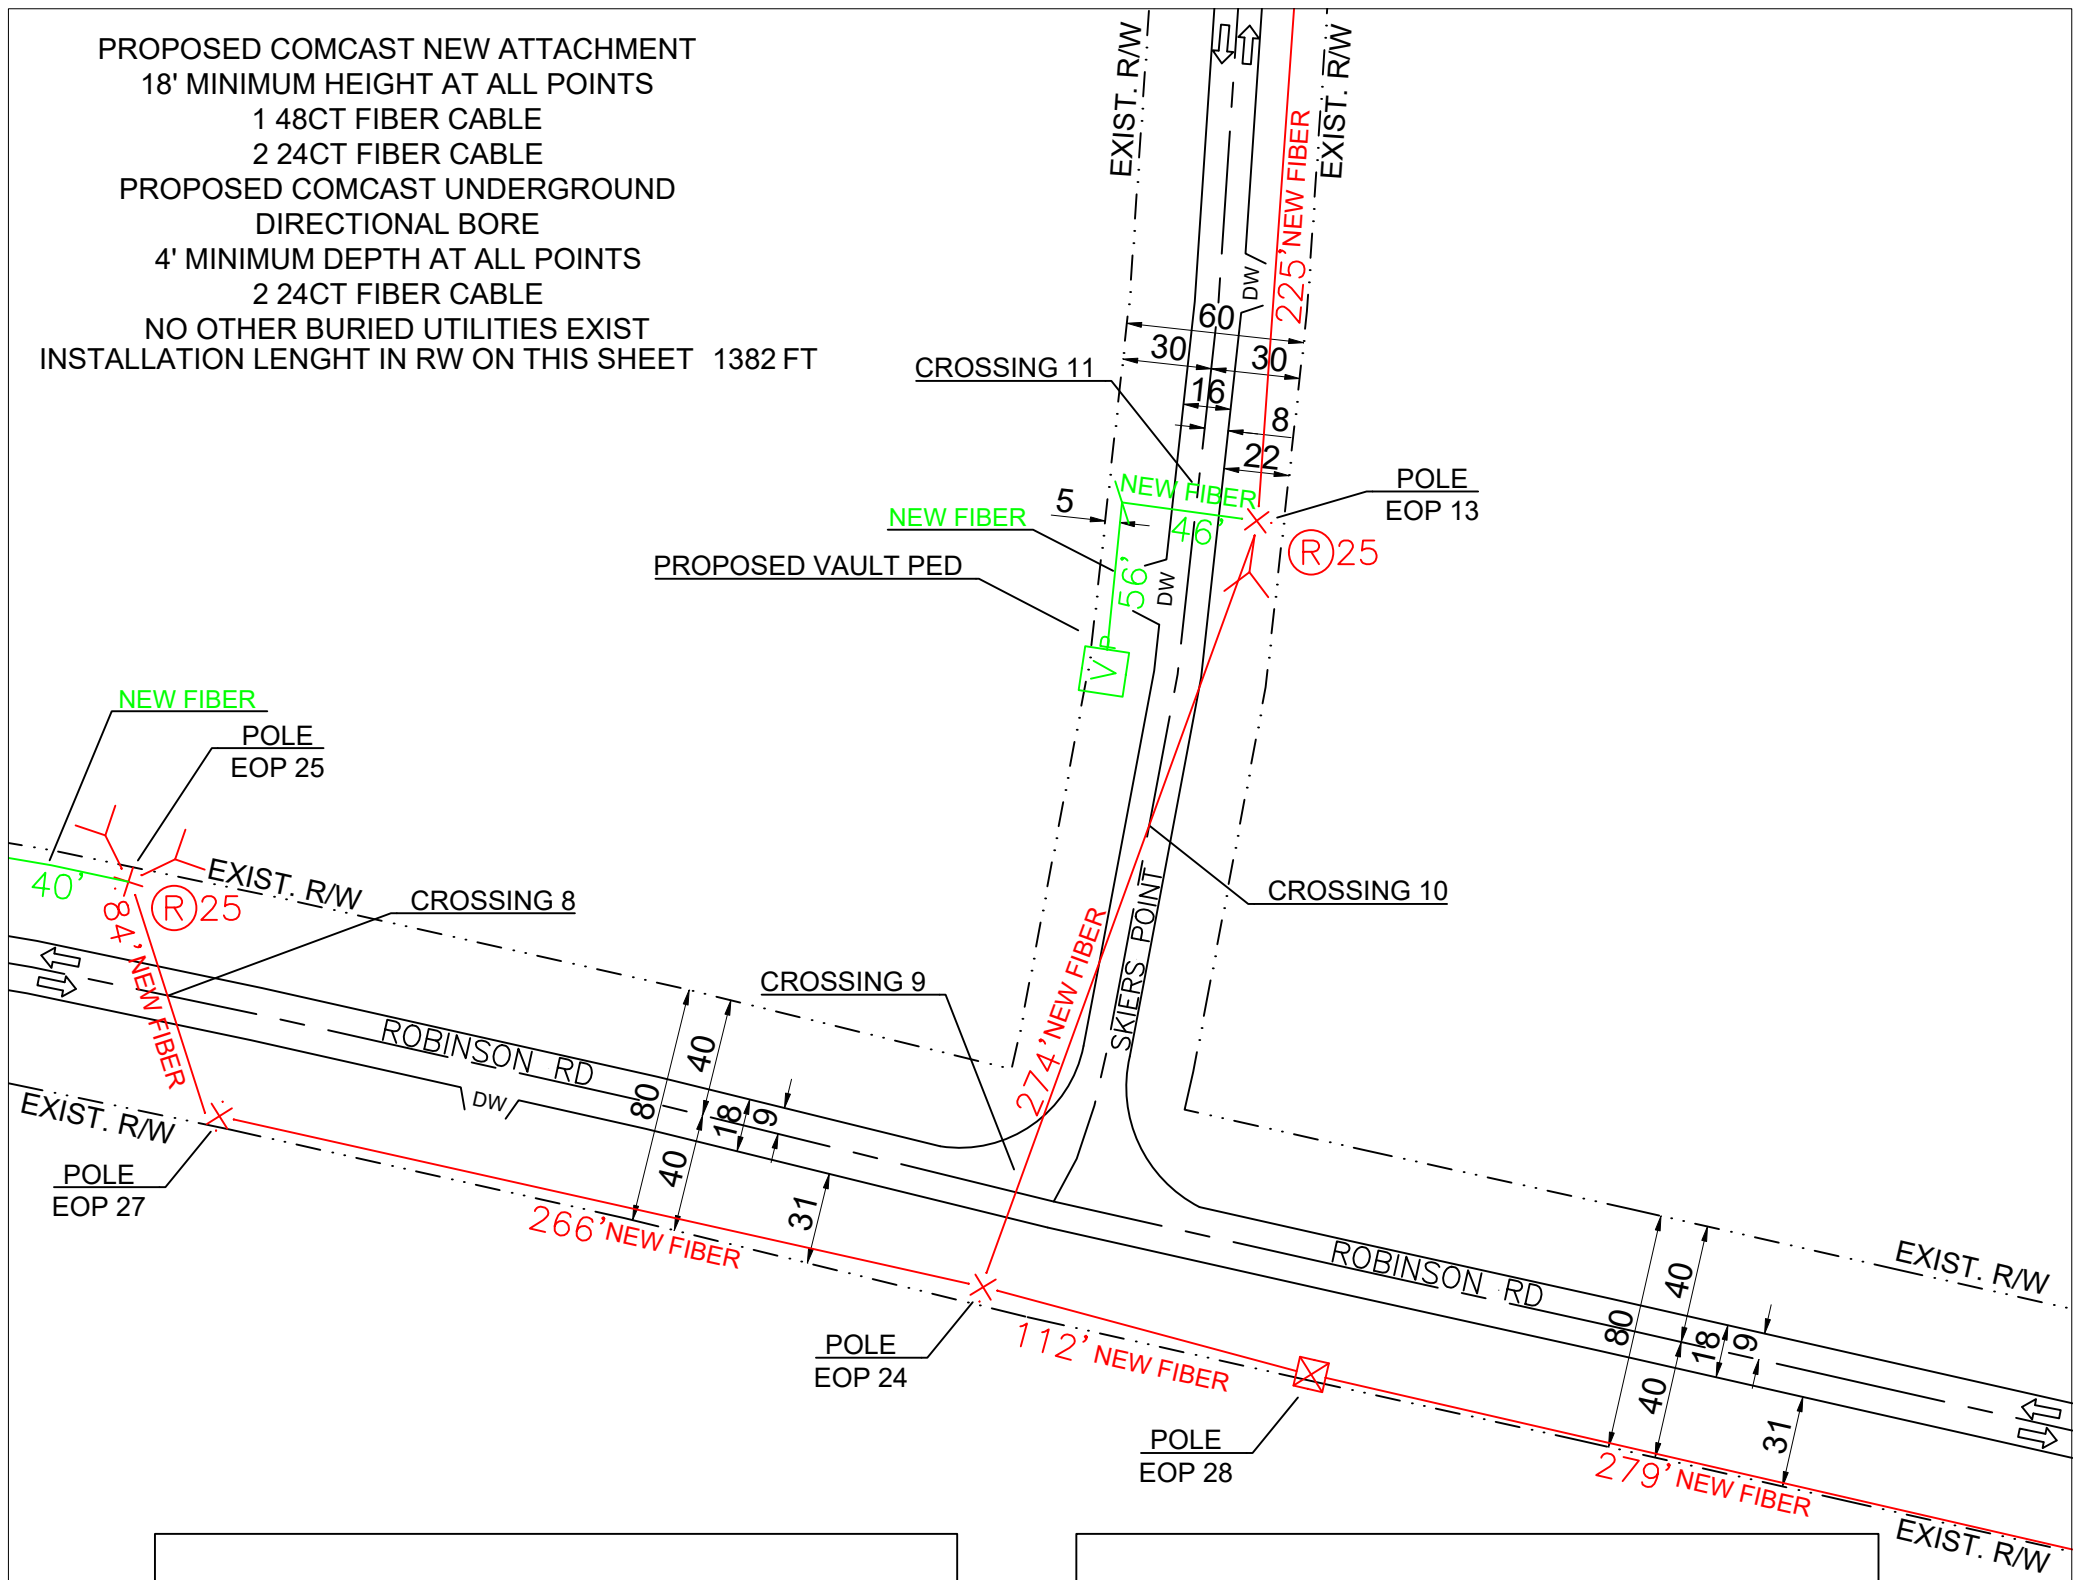 PROPOSED COMCAST NEW ATTACHMENT
18' MINIMUM HEIGHT AT ALL POINTS
1 48CT FIBER CABLE
2 24CT FIBER CABLE
PROPOSED COMCAST UNDERGROUND
DIRECTIONAL BORE
4' MINIMUM DEPTH AT ALL POINTS
2 24CT FIBER CABLE
NO OTHER BURIED UTILITIES EXIST
INSTALLATION LENGHT IN RW ON THIS SHEET 1382 FT
EXIST. R/W
EXIST. R/W
225' NEW FIBER
DW
60
30
30
16
8
22
CROSSING 11
POLE
EOP 13
R 25
NEW FIBER
46'
5
NEW FIBER
56'
DW
PROPOSED VAULT PED
P
V
NEW FIBER
POLE
EOP 25
40'
R 25
EXIST. R/W
84' NEW FIBER
CROSSING 8
CROSSING 10
CROSSING 9
274' NEW FIBER
SKIERS POINT
ROBINSON RD
DW
80
40
40
18
9
31
EXIST. R/W
POLE
EOP 27
266' NEW FIBER
POLE
EOP 24
112' NEW FIBER
POLE
EOP 28
ROBINSON RD
80
40
40
18
9
31
EXIST. R/W
279' NEW FIBER
EXIST. R/W